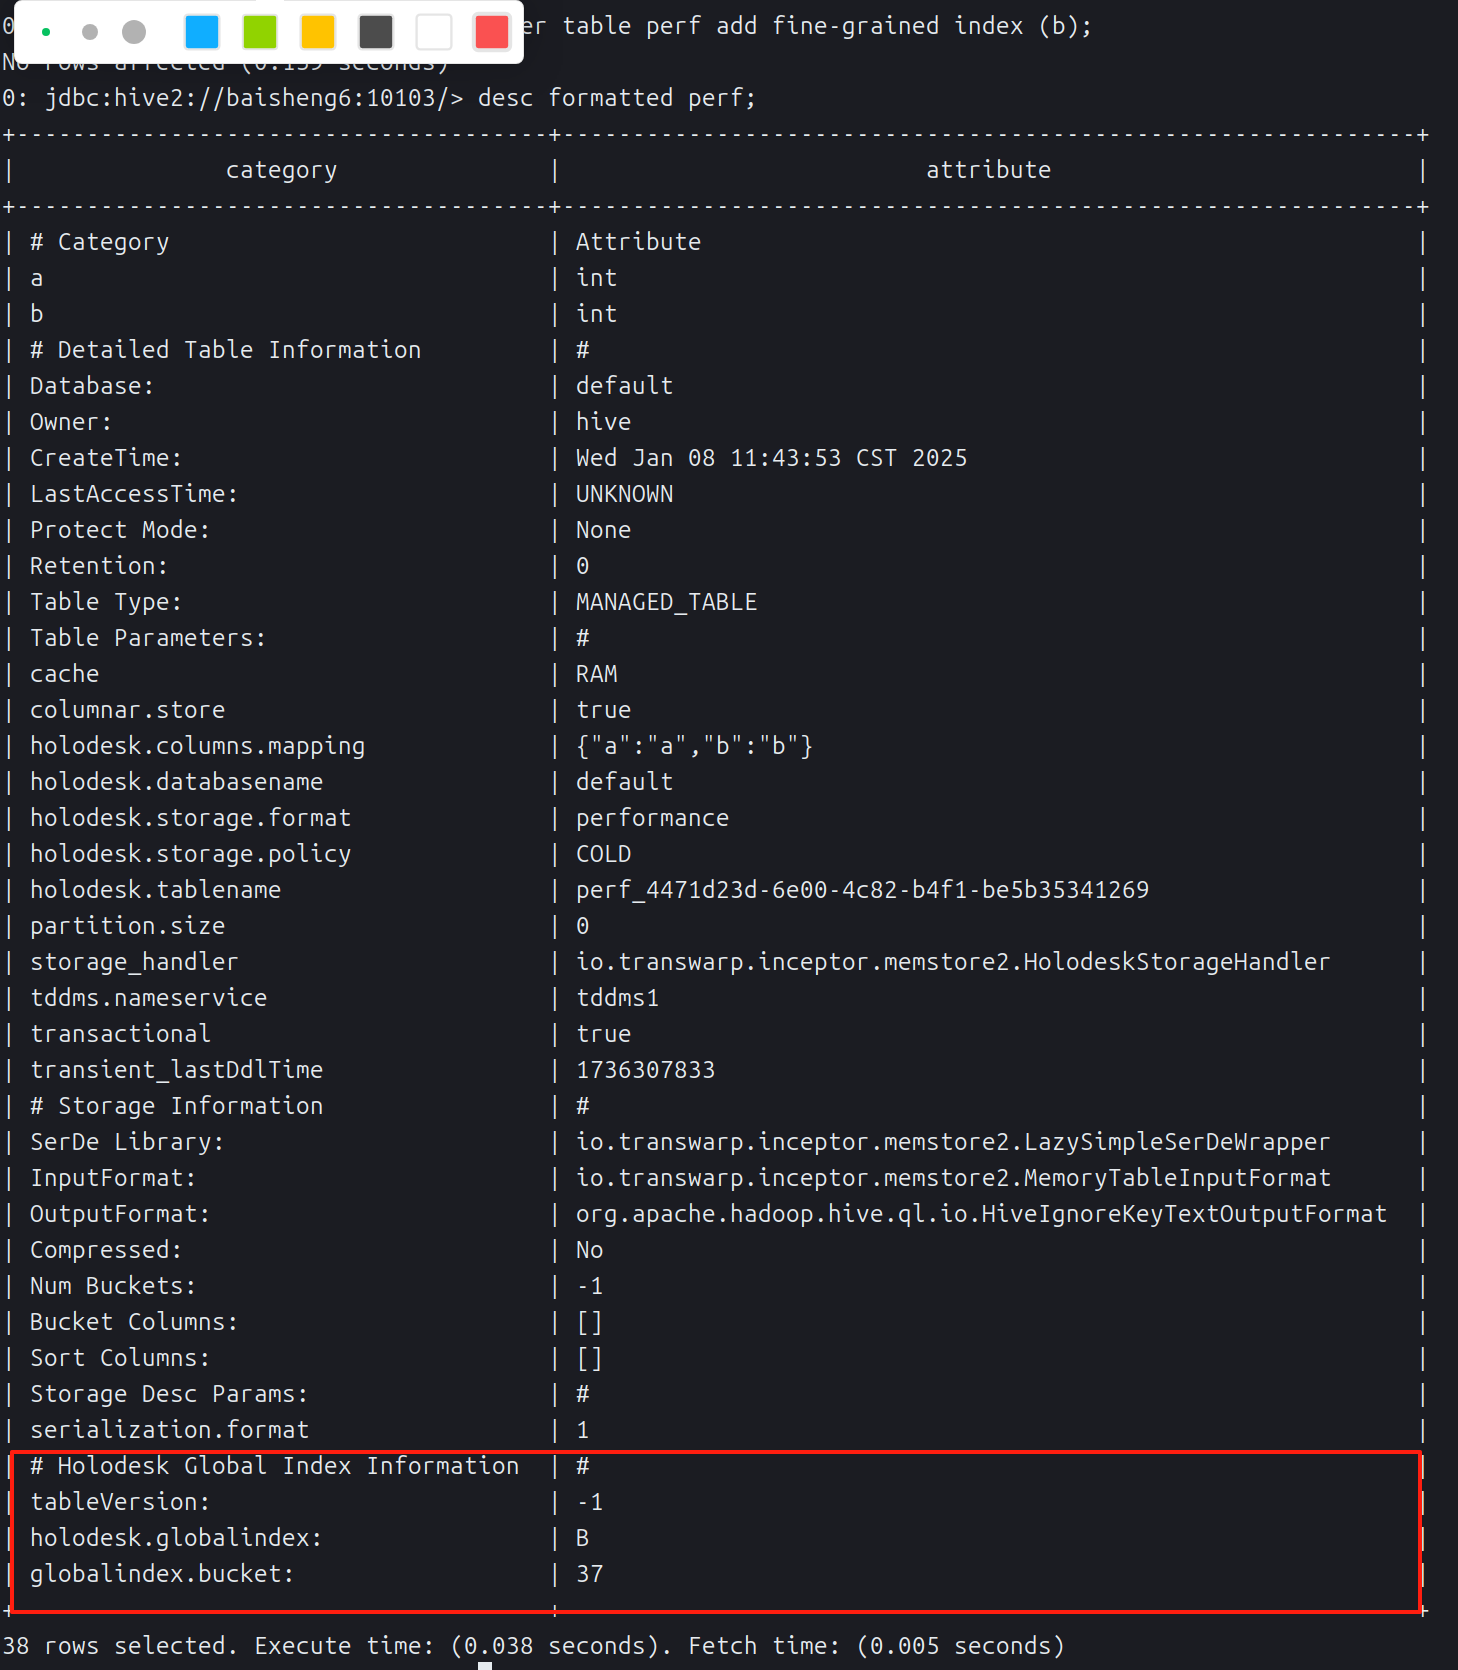 0 er table perf add fine-grained index (b);
No rows affected (0.159 seconds)
0: jdbc:hive2://baisheng6:10103/> desc formatted perf;
+--------------------------------------+-------------------------------------------------------------+
| category | attribute |
+--------------------------------------+-------------------------------------------------------------+
| # Category | Attribute |
| a | int |
| b | int |
| # Detailed Table Information | # |
| Database: | default |
| Owner: | hive |
| CreateTime: | Wed Jan 08 11:43:53 CST 2025 |
| LastAccessTime: | UNKNOWN |
| Protect Mode: | None |
| Retention: | 0 |
| Table Type: | MANAGED_TABLE |
| Table Parameters: | # |
| cache | RAM |
| columnar.store | true |
| holodesk.columns.mapping | {"a":"a","b":"b"} |
| holodesk.databasename | default |
| holodesk.storage.format | performance |
| holodesk.storage.policy | COLD |
| holodesk.tablename | perf_4471d23d-6e00-4c82-b4f1-be5b35341269 |
| partition.size | 0 |
| storage_handler | io.transwarp.inceptor.memstore2.HolodeskStorageHandler |
| tddms.nameservice | tddms1 |
| transactional | true |
| transient_lastDdlTime | 1736307833 |
| # Storage Information | # |
| SerDe Library: | io.transwarp.inceptor.memstore2.LazySimpleSerDeWrapper |
| InputFormat: | io.transwarp.inceptor.memstore2.MemoryTableInputFormat |
| OutputFormat: | org.apache.hadoop.hive.ql.io.HiveIgnoreKeyTextOutputFormat |
| Compressed: | No |
| Num Buckets: | -1 |
| Bucket Columns: | [] |
| Sort Columns: | [] |
| Storage Desc Params: | # |
| serialization.format | 1 |
| # Holodesk Global Index Information | # |
| tableVersion: | -1 |
| holodesk.globalindex: | B |
| globalindex.bucket: | 37 |
38 rows selected. Execute time: (0.038 seconds). Fetch time: (0.005 seconds)